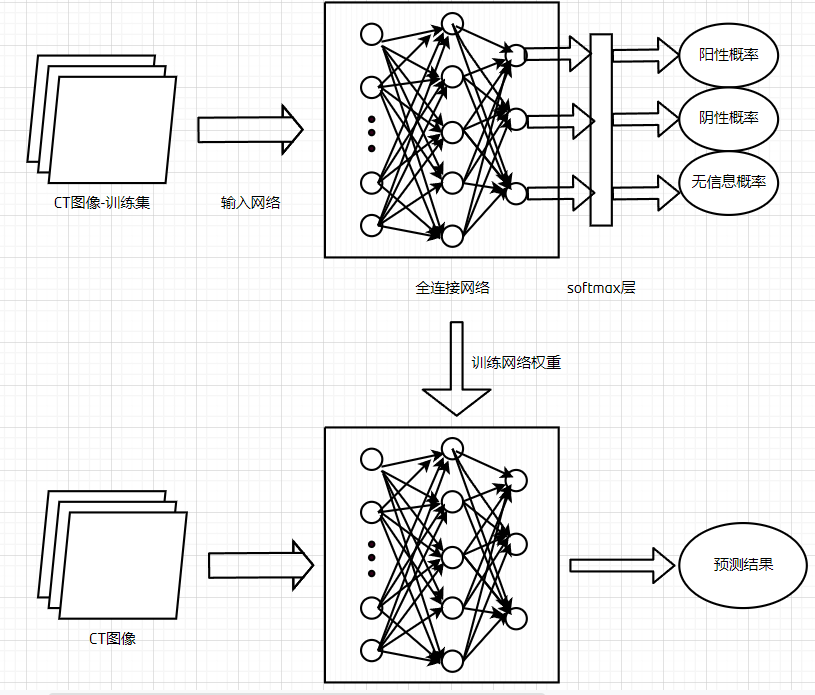 阳性概率
阴性概率
无信息概率
CT图像-训练集
输入网络
全连接网络
softmax层
训练网络权重
预测结果
CT图像